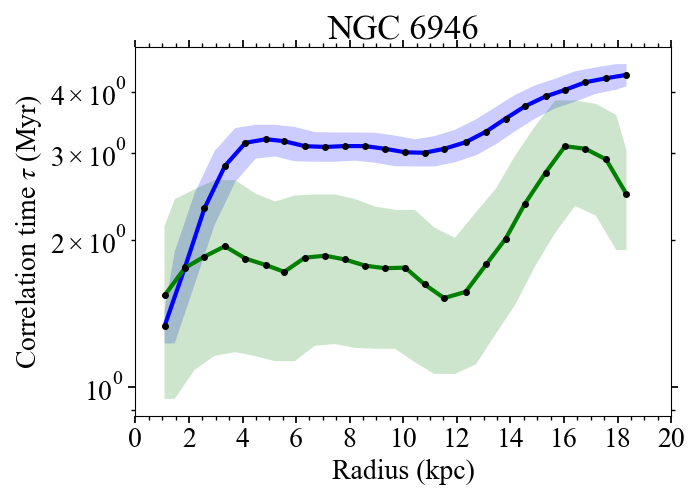 NGC 6946
Correlation time τ (Myr)
4 × 10⁰
3 × 10⁰
2 × 10⁰
10⁰
0 2 4 6 8 10 12 14 16 18 20
Radius (kpc)